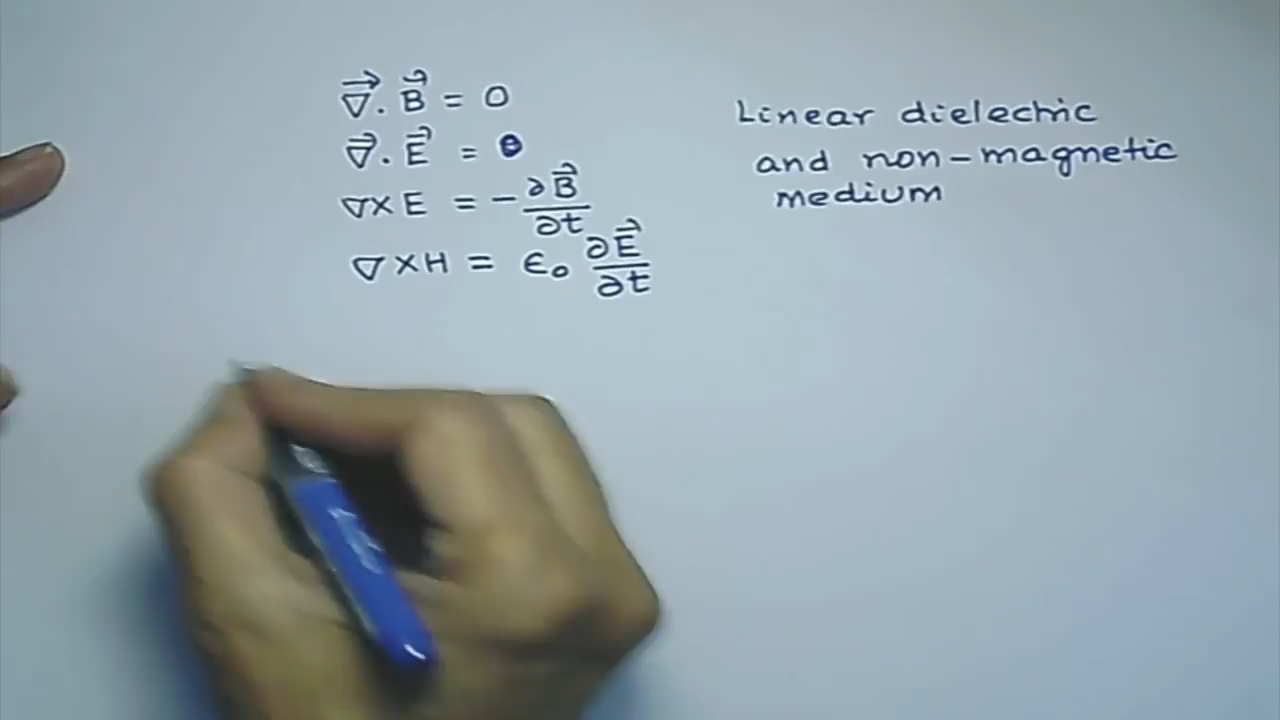 ∇⃗. B⃗ = 0
∇⃗. E⃗ = 0
∇×E = -∂B⃗/∂t
∇×H = ϵ₀ ∂E⃗/∂t
Linear dielectric
and non-magnetic
medium